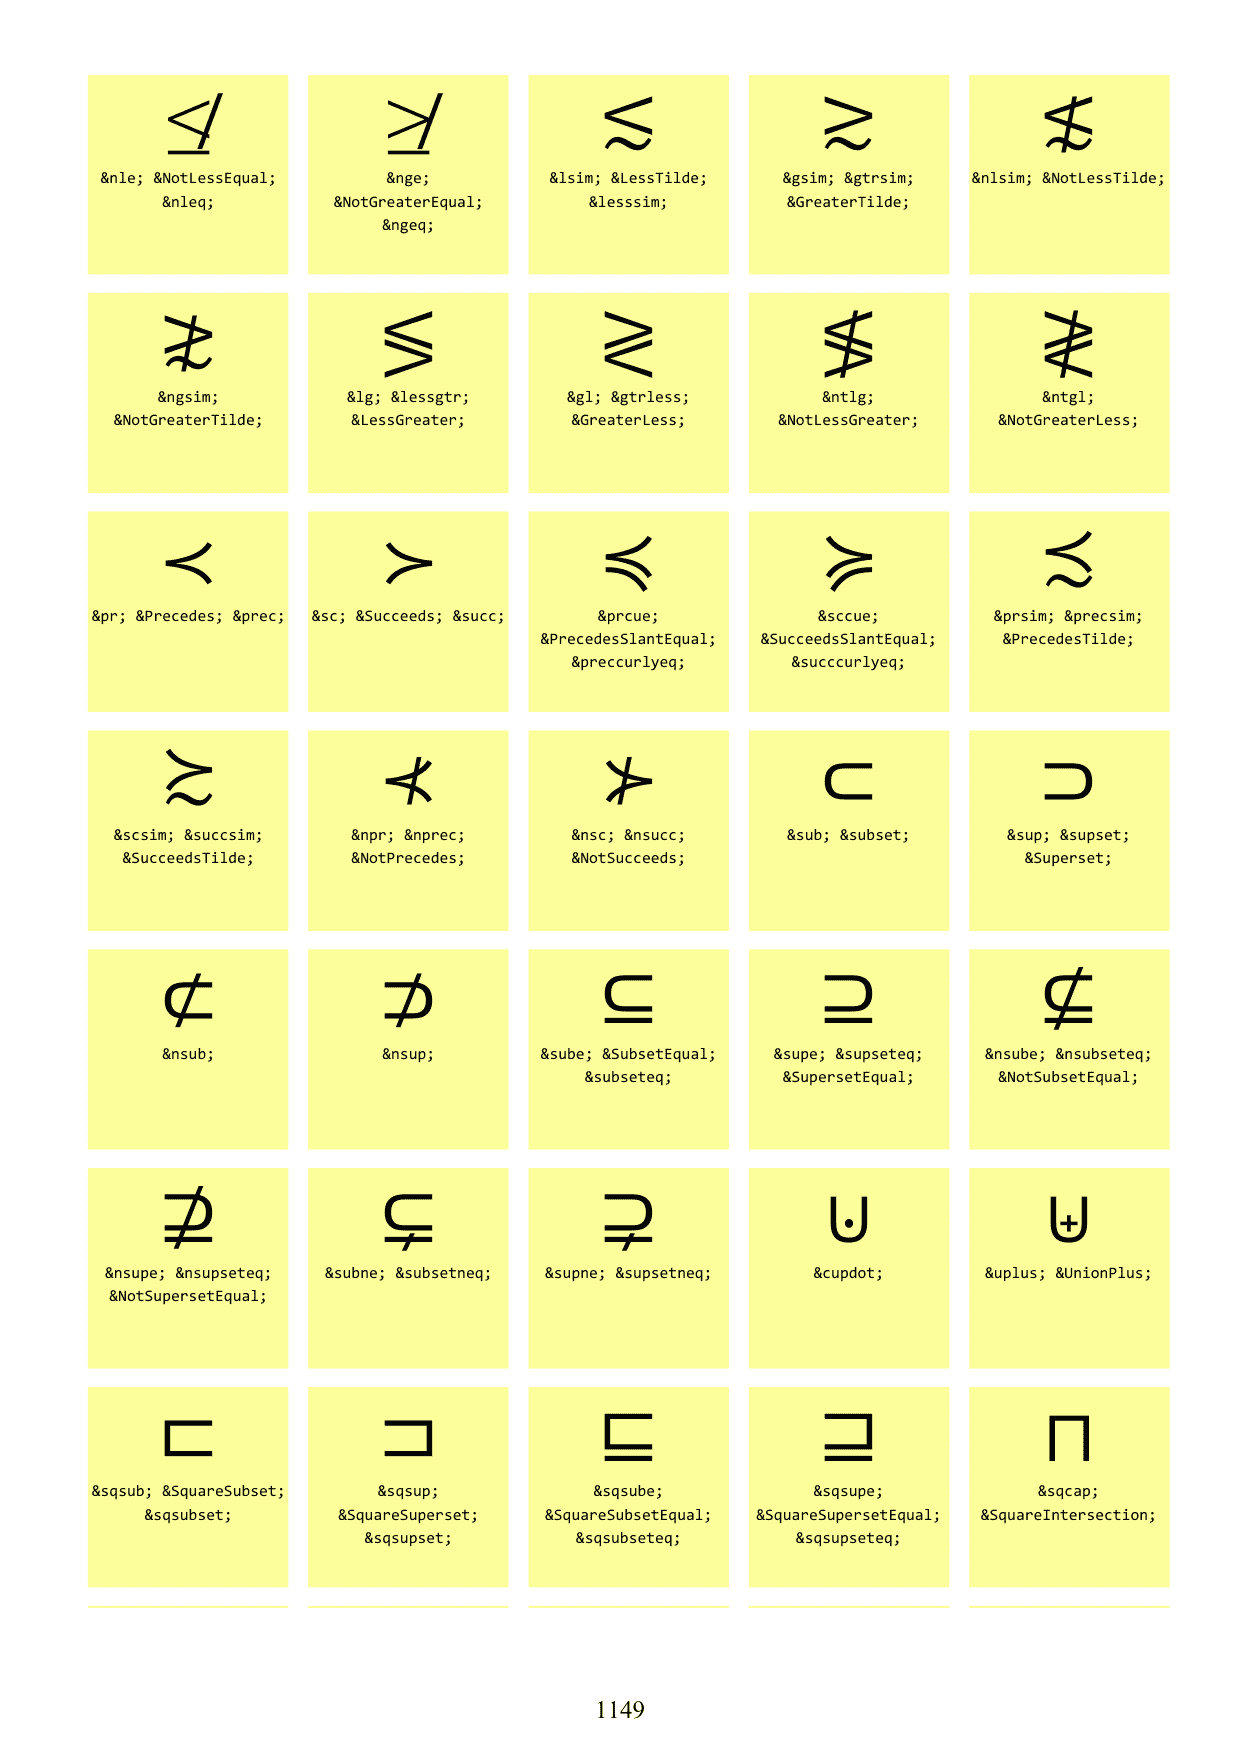 ≰ ≱ ≲ ≳ ≴
&nle; &NotLessEqual; &nge; &lsim; &LessTilde; &gsim; &gtrsim; &nlsim; &NotLessTilde;
&nleq; &NotGreaterEqual; &lesssim; &GreaterTilde;
&ngeq;
≵ ≶ ≷ ≸ ≹
&ngsim; &lg; &lessgtr; &gl; &gtrless; &ntlg; &ntgl;
&NotGreaterTilde; &LessGreater; &GreaterLess; &NotLessGreater; &NotGreaterLess;
≺ ≻ ≼ ≽ ≾
&pr; &Precedes; &prec; &sc; &Succeeds; &succ; &prcue; &sccue; &prsim; &precsim;
&PrecedesSlantEqual; &SucceedsSlantEqual; &PrecedesTilde;
&preccurlyeq; &succcurlyeq;
≿ ⊀ ⊁ ⊂ ⊃
&scsim; &succsim; &npr; &nprec; &nsc; &nsucc; &sub; &subset; &sup; &supset;
&SucceedsTilde; &NotPrecedes; &NotSucceeds; &Superset;
⊄ ⊅ ⊆ ⊇ ⊈
&nsub; &nsup; &sube; &SubsetEqual; &supe; &supseteq; &nsube; &nsubseteq;
&subseteq; &SupersetEqual; &NotSubsetEqual;
⊉ ⊊ ⊋ ⊍ ⊎
&nsupe; &nsupseteq; &subne; &subsetneq; &supne; &supsetneq; &cupdot; &uplus; &UnionPlus;
&NotSupersetEqual;
⊏ ⊐ ⊑ ⊒ ⊓
&sqsub; &SquareSubset; &sqsup; &sqsube; &sqsupe; &sqcap;
&sqsubset; &SquareSuperset; &SquareSubsetEqual; &SquareSupersetEqual; &SquareIntersection;
&sqsupset; &sqsubseteq; &sqsupseteq;
1149